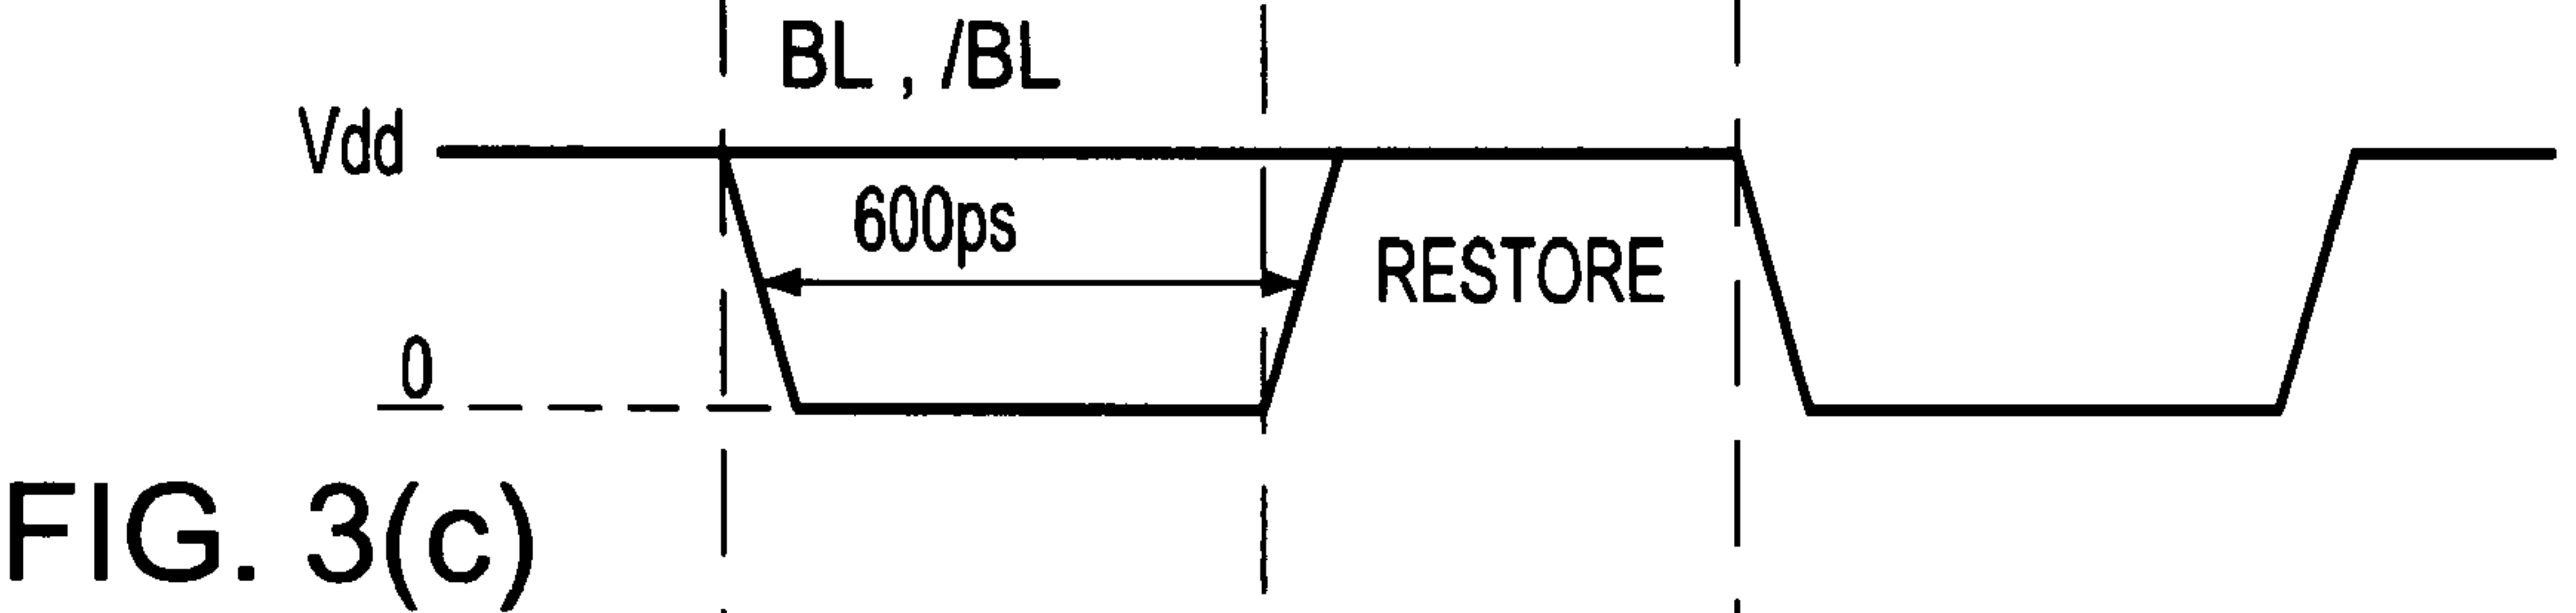 BL , /BL
Vdd
600ps
RESTORE
0
FIG. 3(c)